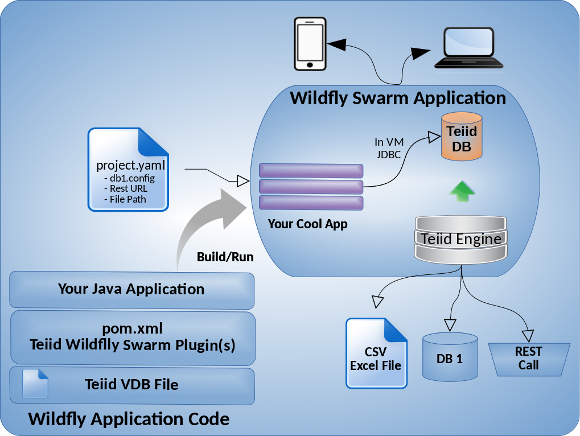 Wildfly Swarm Application
Teiid
DB
In VM
JDBC
project.yaml
- db1.config
- Rest URL
- File Path
Your Cool App
Teiid Engine
Build/Run
Your Java Application
pom.xml
Teiid Wildflly Swarm Plugin(s)
Teiid VDB File
Wildfly Application Code
CSV
Excel File
DB 1
REST
Call